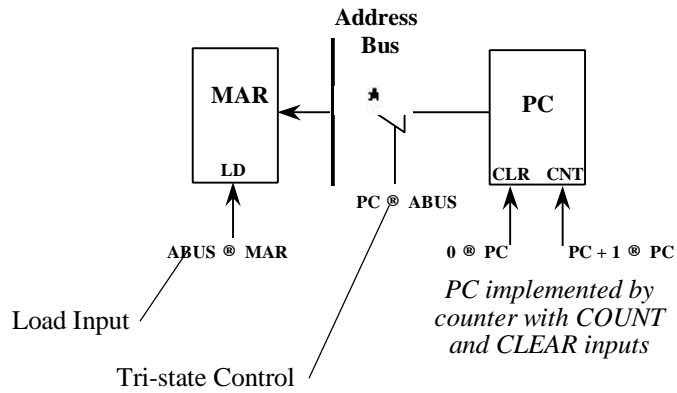 Address
Bus
MAR
PC
LD
CLR CNT
PC ® ABUS
ABUS ® MAR
0 ® PC
PC + 1 ® PC
PC implemented by
counter with COUNT
and CLEAR inputs
Load Input
Tri-state Control